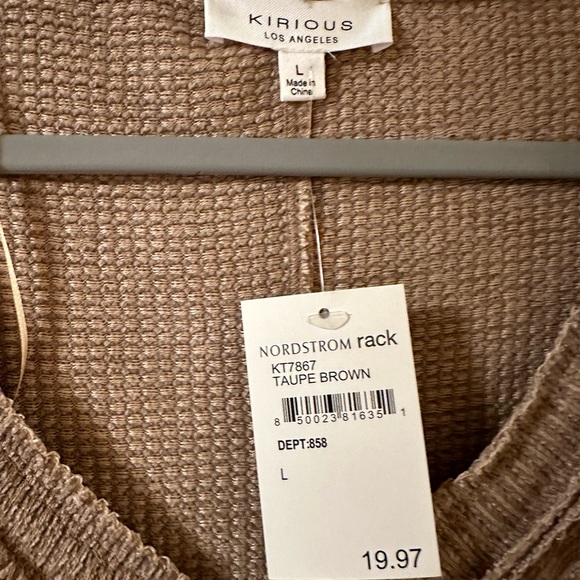 KIRIOUS
LOS ANGELES
L
Made in
China
NORDSTROM rack
KT7867
TAUPE BROWN
8 50023 81635 1
DEPT:858
L
19.97